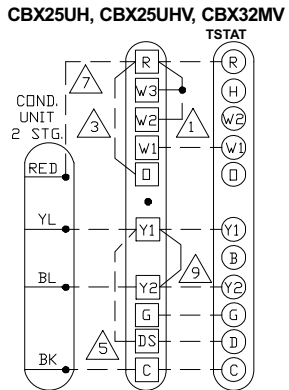 CBX25UH, CBX25UHV, CBX32MV
TSTAT
COND.
UNIT
2 STG.
RED
YL
BL
BK
7
3
1
9
5
R
W3
W2
W1
O
Y1
Y2
G
DS
C
R
H
W2
W1
O
Y1
B
Y2
G
D
C